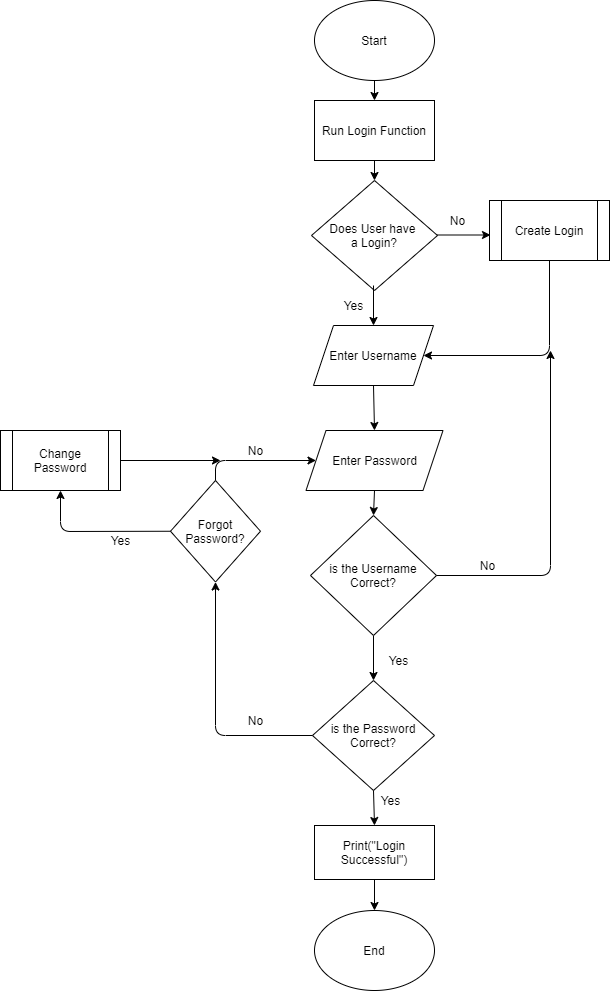 Start
Run Login Function
Does User have
a Login?
No
Create Login
Yes
Enter Username
Change
Password
No
Enter Password
Forgot
Password?
Yes
is the Username
Correct?
No
Yes
is the Password
Correct?
No
Yes
Print("Login
Successful")
End